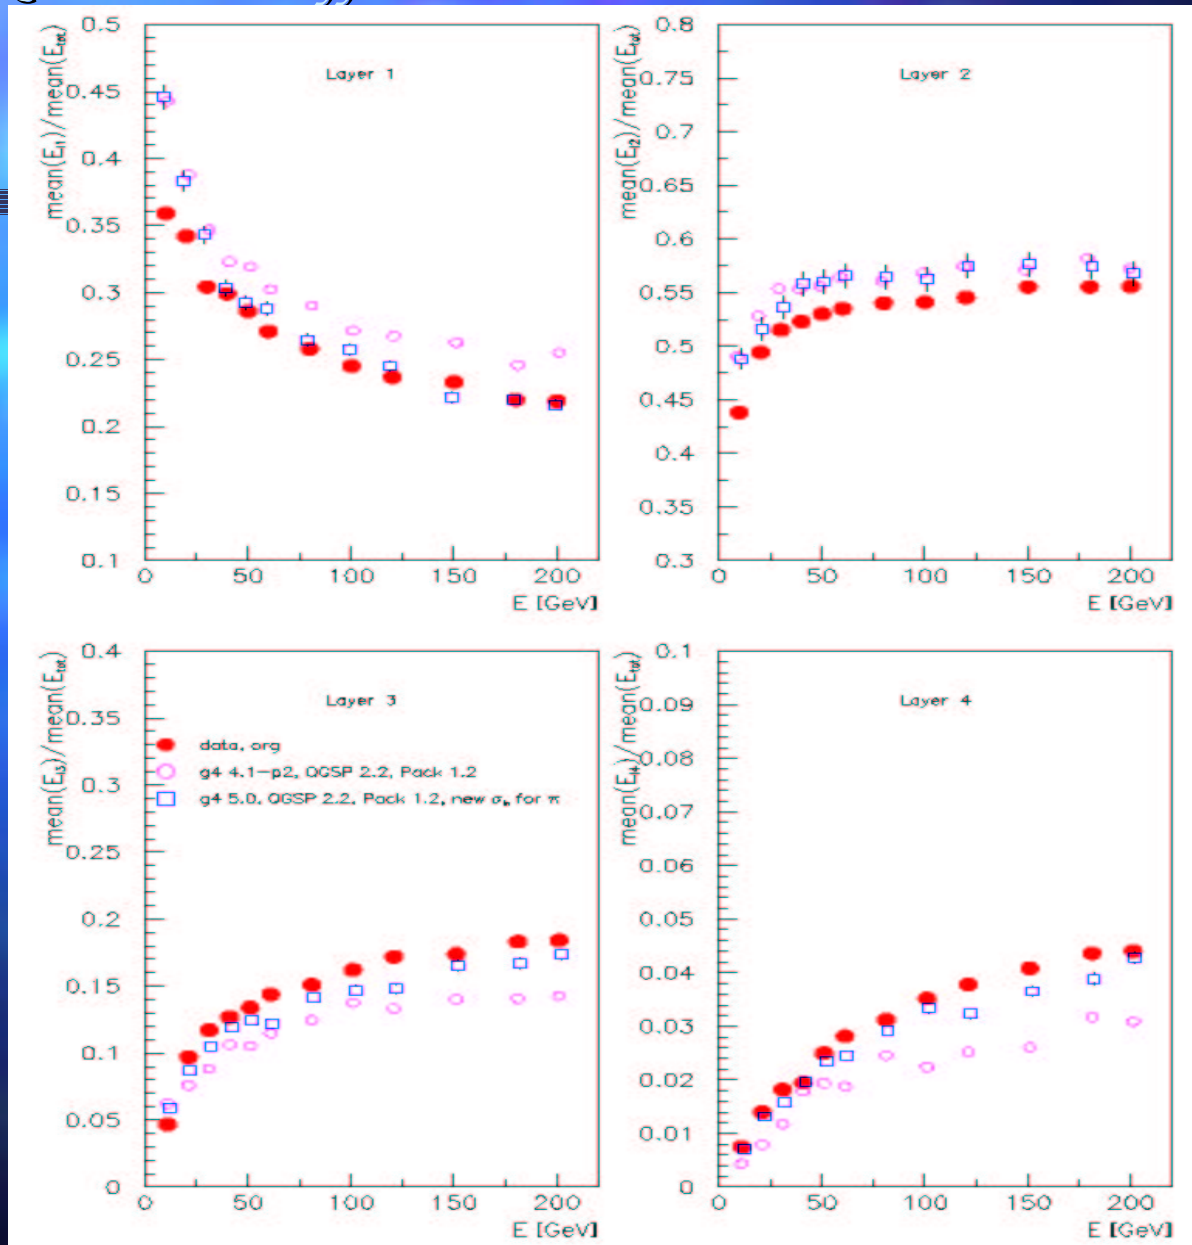 0.5
0.45
0.4
0.35
0.3
0.25
0.2
0.15
0.1
mean(E_l1)/mean(E_tot)
Layer 1
0 50 100 150 200
E [GeV]
0.8
0.75
0.7
0.65
0.6
0.55
0.5
0.45
0.4
0.35
0.3
mean(E_l2)/mean(E_tot)
Layer 2
0 50 100 150 200
E [GeV]
0.4
0.35
0.3
0.25
0.2
0.15
0.1
0.05
0
mean(E_l3)/mean(E_tot)
Layer 3
data, org
g4 4.1-p2, QGSP 2.2, Pack 1.2
g4 5.0, QGSP 2.2, Pack 1.2, new σ_h for π
0 50 100 150 200
E [GeV]
0.1
0.09
0.08
0.07
0.06
0.05
0.04
0.03
0.02
0.01
0
mean(E_l4)/mean(E_tot)
Layer 4
0 50 100 150 200
E [GeV]